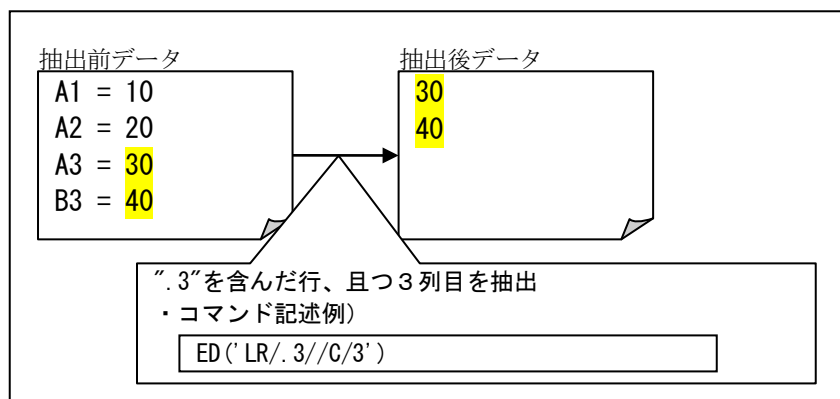 抽出前データ
A1 = 10
A2 = 20
A3 = 30
B3 = 40
抽出後データ
30
40
".3"を含んだ行、且つ３列目を抽出
・コマンド記述例)
ED('LR/.3//C/3')